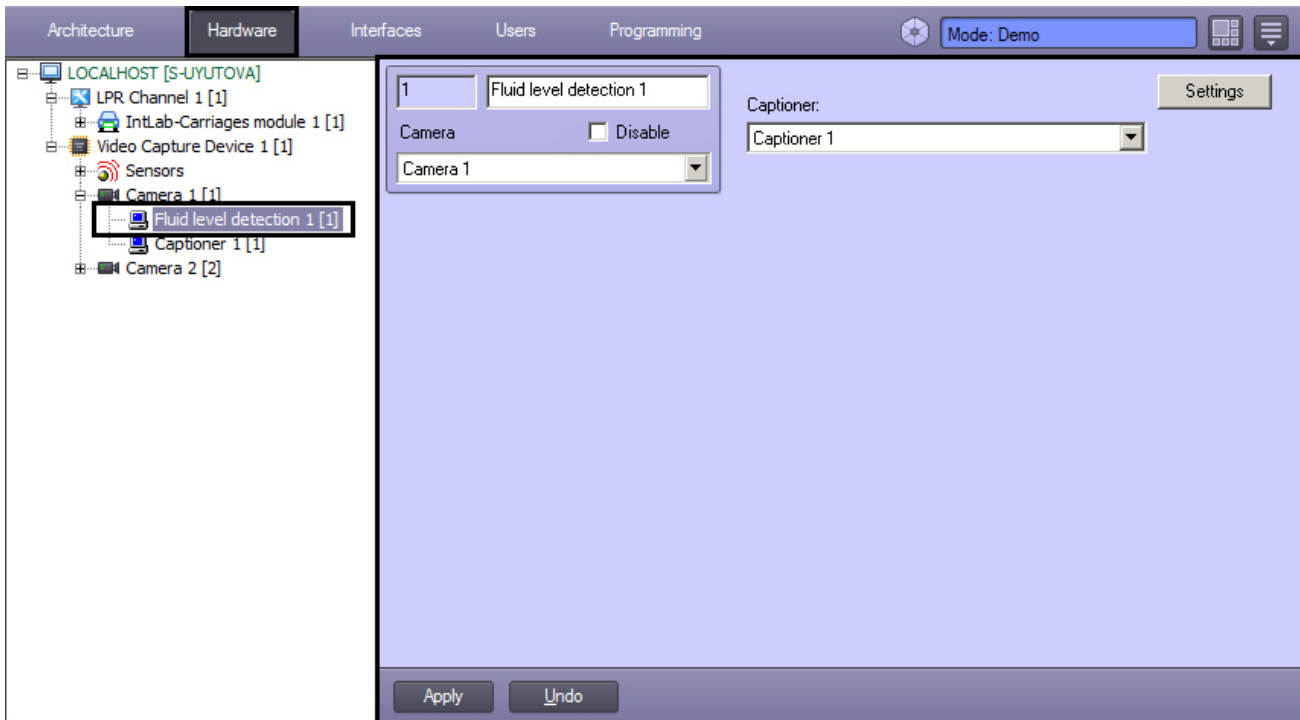 Architecture Hardware Interfaces Users Programming Mode: Demo
LOCALHOST [S-UYUTOVA]
LPR Channel 1 [1]
IntLab-Carriages module 1 [1]
Video Capture Device 1 [1]
Sensors
Camera 1 [1]
Fluid level detection 1 [1]
Captioner 1 [1]
Camera 2 [2]
1 Fluid level detection 1
Camera Disable
Camera 1
Captioner:
Captioner 1
Settings
Apply Undo